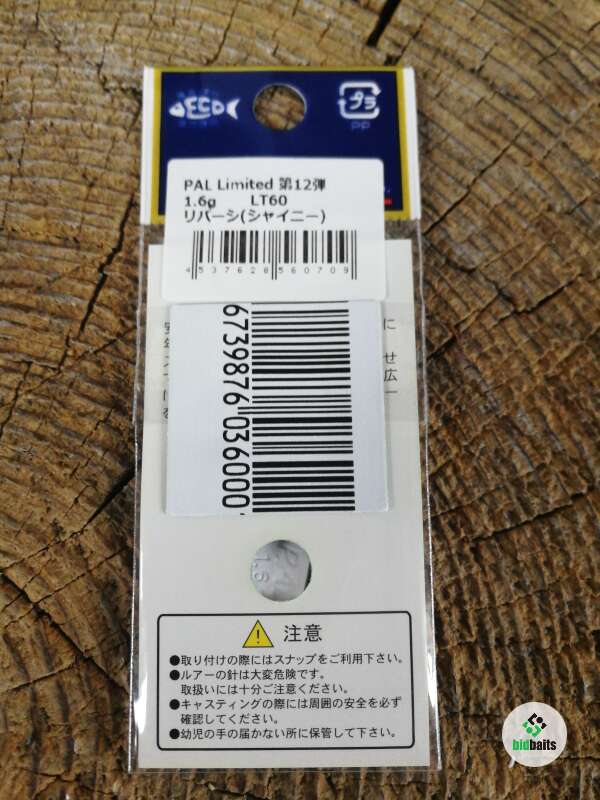 ECO
プラ
PP
PAL Limited 第12弾
1.6g LT60
リバーシ(シャイニー)
4537628560709
に
せ
広
6739876036000
1.6
注意
●取り付けの際にはスナップをご利用下さい。
●ルアーの針は大変危険です。
取扱いには十分ご注意ください。
●キャスティングの際には周囲の安全を必ず
確認してください。
●幼児の手の届かない所に保管して下さい。
bidbaits